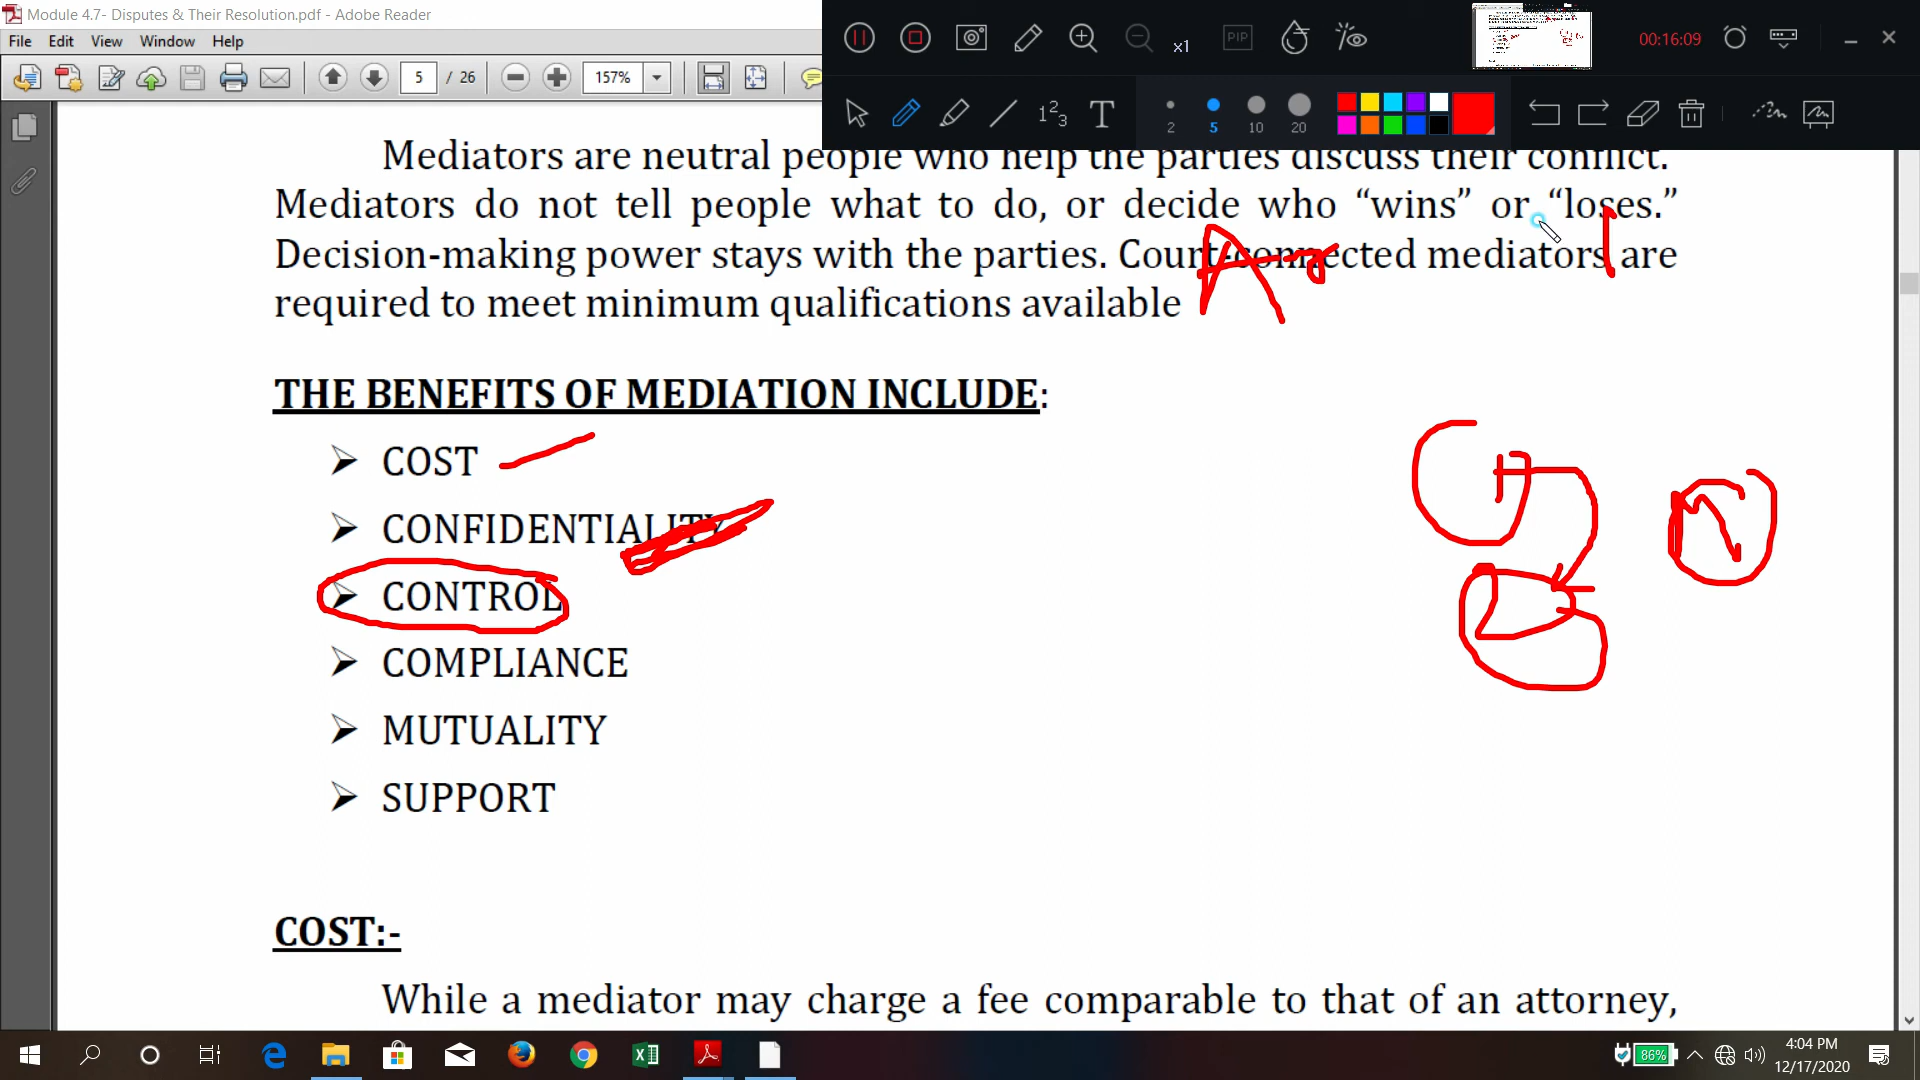 Module 4.7- Disputes & Their Resolution.pdf - Adobe Reader
File Edit View Window Help
5 / 26 157%
x1 PIP 00:16:09
1 2 3 T 2 5 10 20
Mediators are neutral people who help the parties discuss their conflict.
Mediators do not tell people what to do, or decide who “wins” or “loses.”
Decision-making power stays with the parties. Court-connected mediators are
required to meet minimum qualifications available
THE BENEFITS OF MEDIATION INCLUDE:
➢ COST
➢ CONFIDENTIALITY
➢ CONTROL
➢ COMPLIANCE
➢ MUTUALITY
➢ SUPPORT
N
COST:-
While a mediator may charge a fee comparable to that of an attorney,
86%
4:04 PM
12/17/2020